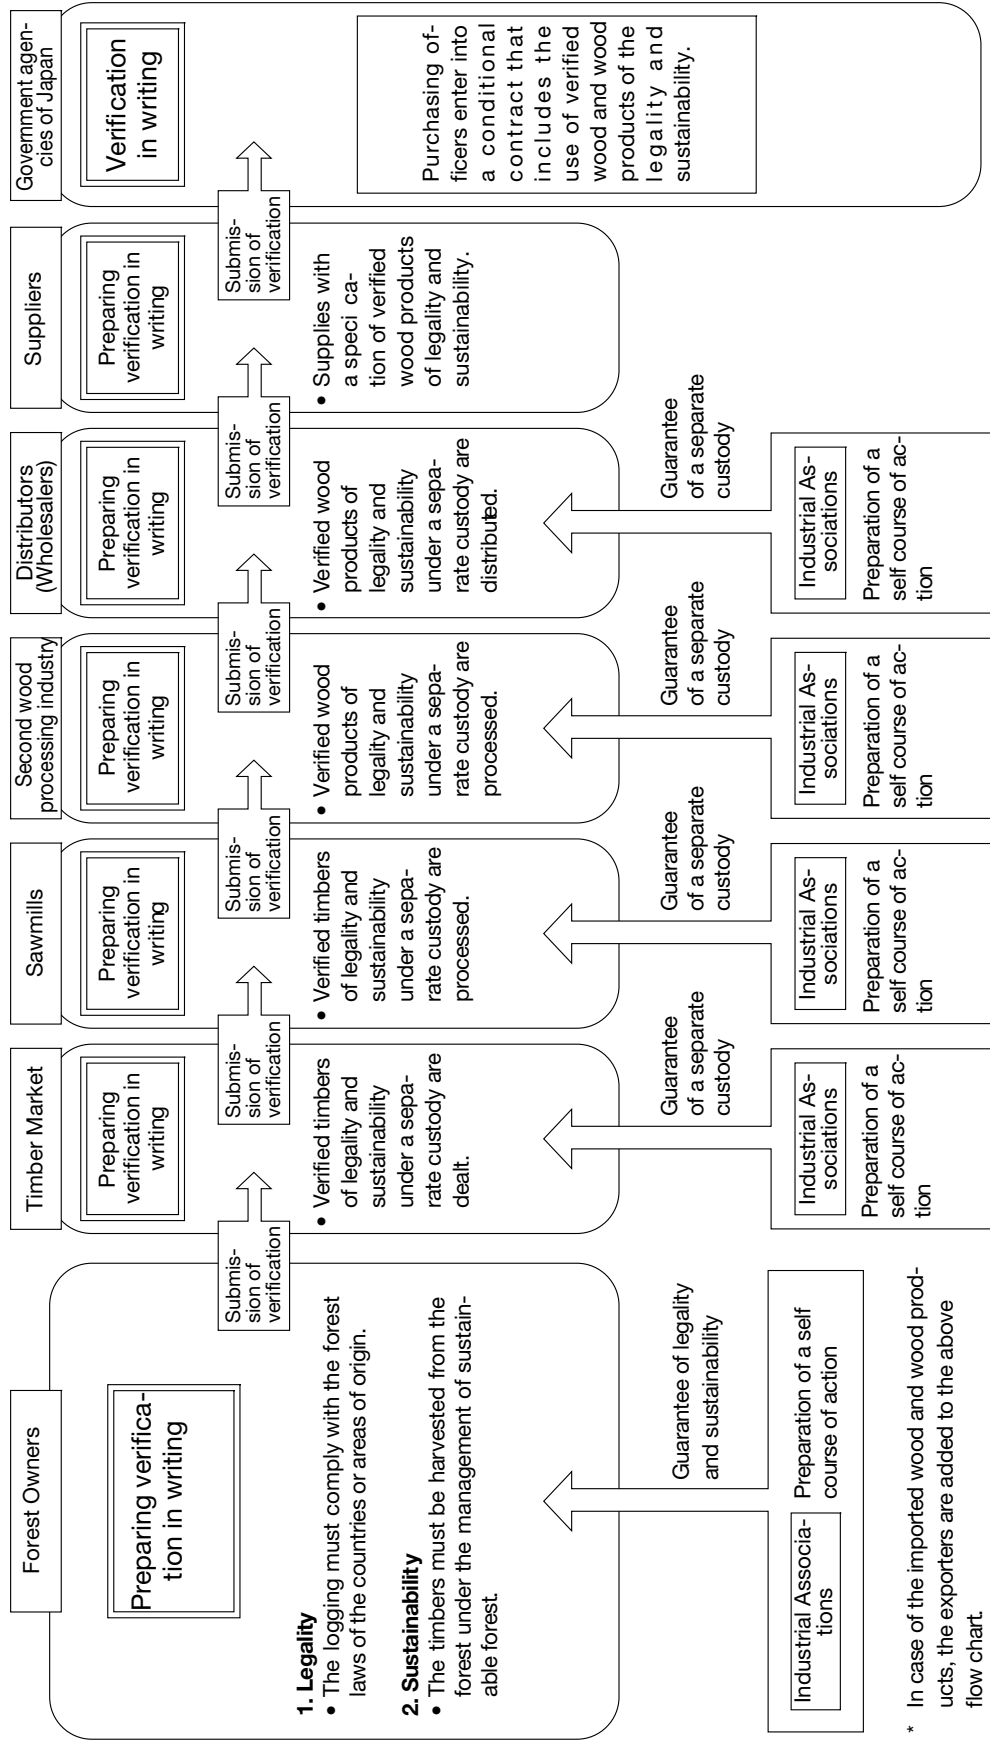 Forest Owners
Preparing verifica-
tion in writing
1. Legality
• The logging must comply with the forest
laws of the countries or areas of origin.
2. Sustainability
• The timbers must be harvested from the
forest under the management of sustain-
able forest.
Submis-
sion of
verification
Guarantee of legality
and sustainability
Industrial Associa-
tions
Preparation of a self
course of action
Timber Market
Preparing
verification in
writing
• Verified timbers
of legality and
sustainability
under a sepa-
rate custody are
dealt.
Submis-
sion of
verification
Guarantee
of a separate
custody
Industrial As-
sociations
Preparation of a
self course of ac-
tion
Sawmills
Preparing
verification in
writing
• Verified timbers
of legality and
sustainability
under a sepa-
rate custody are
processed.
Submis-
sion of
verification
Guarantee
of a separate
custody
Industrial As-
sociations
Preparation of a
self course of ac-
tion
Second wood
processing industry
Preparing
verification in
writing
• Verified wood
products of
legality and
sustainability
under a sepa-
rate custody are
processed.
Submis-
sion of
verification
Guarantee
of a separate
custody
Industrial As-
sociations
Preparation of a
self course of ac-
tion
Distributors
(Wholesalers)
Preparing
verification in
writing
• Verified wood
products of
legality and
sustainability
under a sepa-
rate custody are
distributed.
Submis-
sion of
verification
Guarantee
of a separate
custody
Industrial As-
sociations
Preparation of a
self course of ac-
tion
Suppliers
Preparing
verification in
writing
• Supplies with
a speci ca-
tion of verified
wood products
of legality and
sustainability.
Submis-
sion of
verification
Government agen-
cies of Japan
Verification
in writing
Purchasing of-
ficers enter into
a conditional
contract that
includes the
use of verified
wood and wood
products of the
legality and
sustainability.
* In case of the imported wood and wood prod-
ucts, the exporters are added to the above
flow chart.